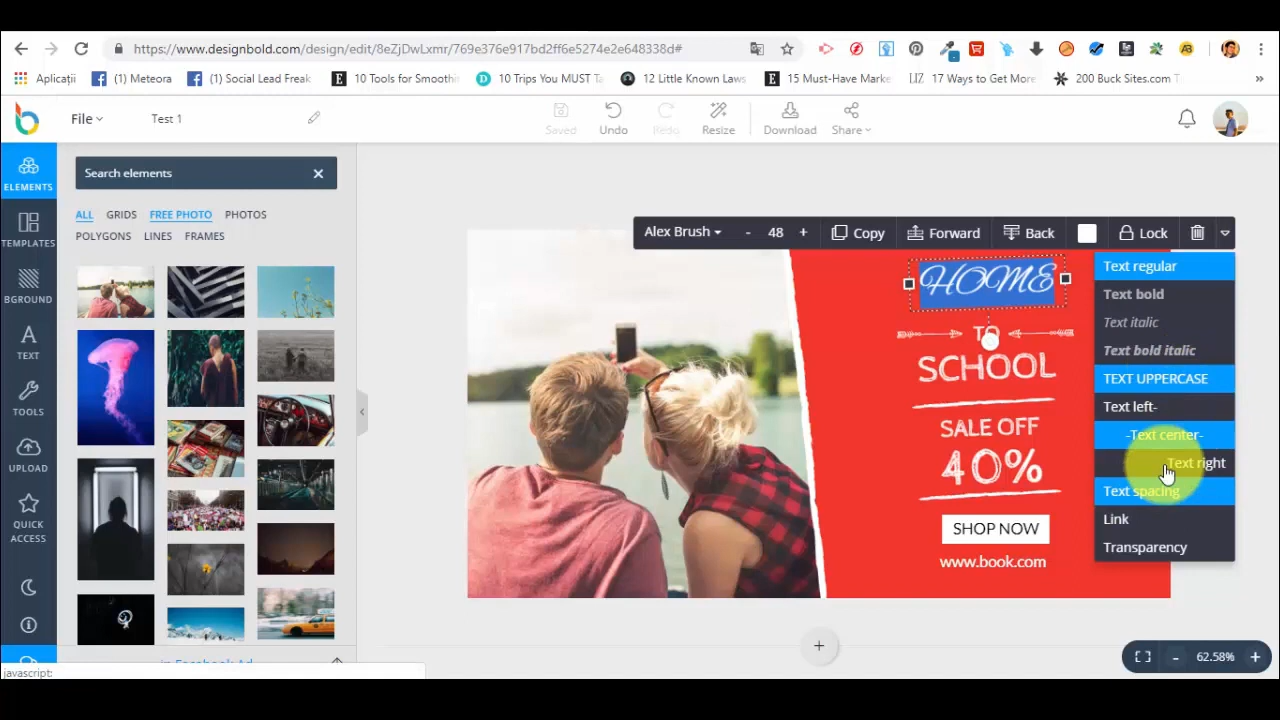 https://www.designbold.com/design/edit/8eZjDwLxmr/769e376e917bd2ff6e5274e2e648338d#
Aplicații
(1) Meteora
(1) Social Lead Freak
10 Tools for Smoothi
10 Trips You MUST Ta
12 Little Known Laws
15 Must-Have Marke
17 Ways to Get More
200 Buck Sites.com T
»
File
Test 1
Saved
Undo
Redo
Resize
Download
Share
ELEMENTS
TEMPLATES
BGROUND
TEXT
TOOLS
UPLOAD
QUICK
ACCESS
Search elements
ALL GRIDS FREE PHOTO PHOTOS
POLYGONS LINES FRAMES
Alex Brush - 48 + Copy Forward Back Lock
HOME
TO
SCHOOL
SALE OFF
40%
SHOP NOW
www.book.com
Text regular
Text bold
Text italic
Text bold italic
TEXT UPPERCASE
Text left-
-Text center-
Text right
Text spacing
Link
Transparency
in Facebook Ad
- 62.58% +
javascript: